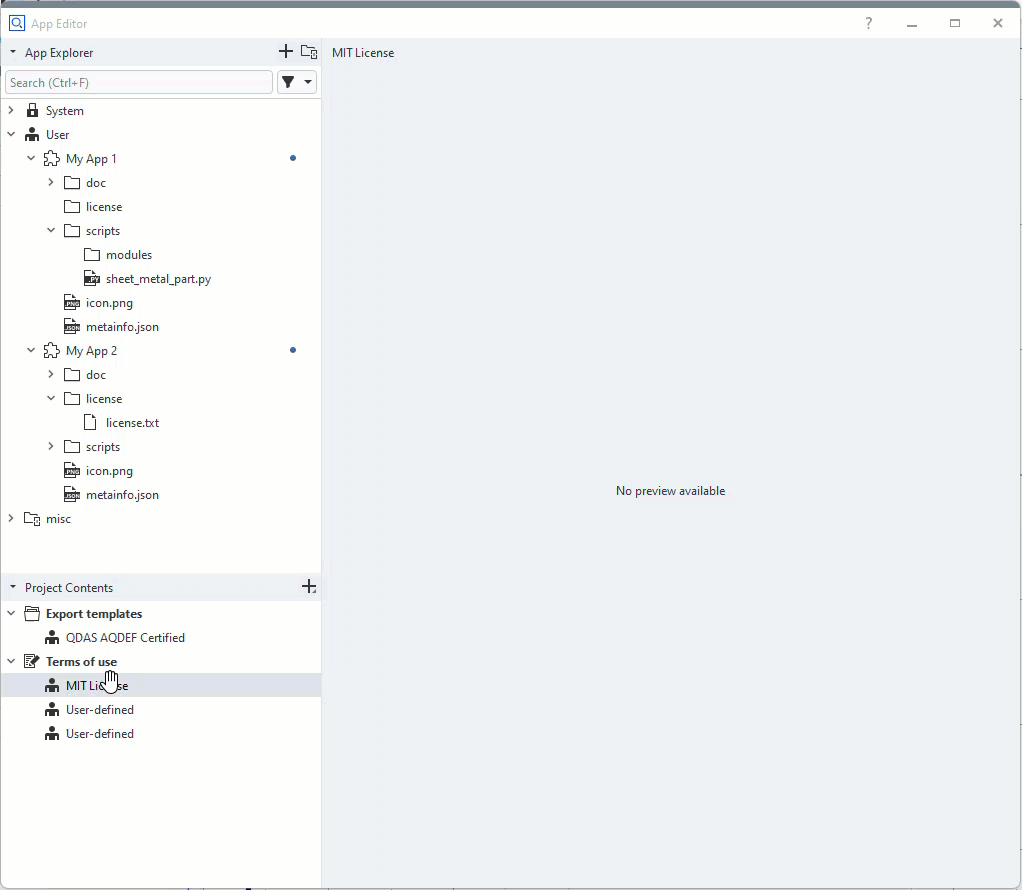 App Editor
?
App Explorer
MIT License
Search (Ctrl+F)
System
User
My App 1
doc
license
scripts
modules
sheet_metal_part.py
icon.png
metainfo.json
My App 2
doc
license
license.txt
scripts
icon.png
metainfo.json
misc
No preview available
Project Contents
Export templates
QDAS AQDEF Certified
Terms of use
MIT License
User-defined
User-defined